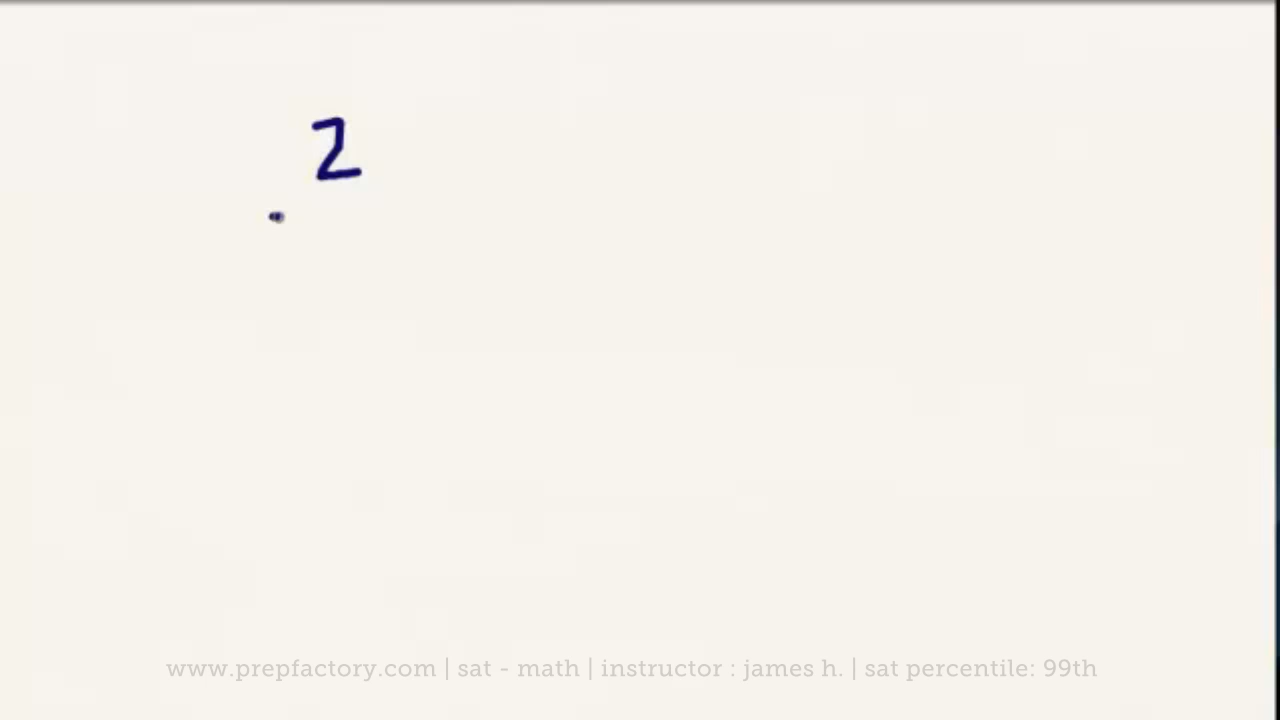 2
www.prepfactory.com | sat - math | instructor : james h. | sat percentile: 99th